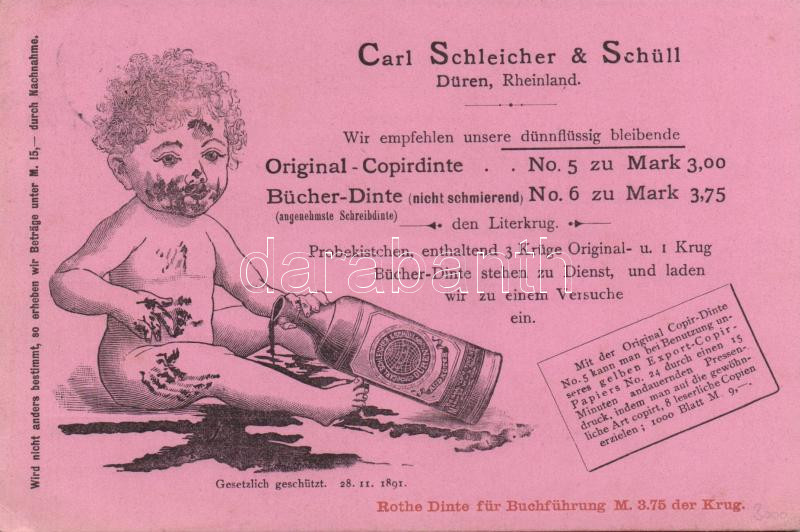 Carl Schleicher & Schüll
Düren, Rheinland.
Wir empfehlen unsere dünnflüssig bleibende
Original-Copirdinte . . No. 5 zu Mark 3,00
Bücher-Dinte (nicht schmierend) No. 6 zu Mark 3,75
(angenehmste Schreibdinte)
den Literkrug.
Probekistchen, enthaltend 3 Krüge Original- u. 1 Krug
Bücher-Dinte stehen zu Dienst, und laden
wir zu einem Versuche
ein.
Mit der Original Copir-Dinte
No. 5 kann man bei Benutzung un-
seres gelben Export-Copir-
Papiers No. 24 durch einen 15
Minuten andauernden Pressen-
druck, indem man auf die gewöhn-
liche Art copirt, 8 leserliche Copien
erzielen; 1000 Blatt M 9,—.
Wird nicht anders bestimmt, so erheben wir Beträge unter M. 15,— durch Nachnahme.
Gesetzlich geschützt. 28. 11. 1891.
Rothe Dinte für Buchführung M. 3.75 der Krug.
darabanth